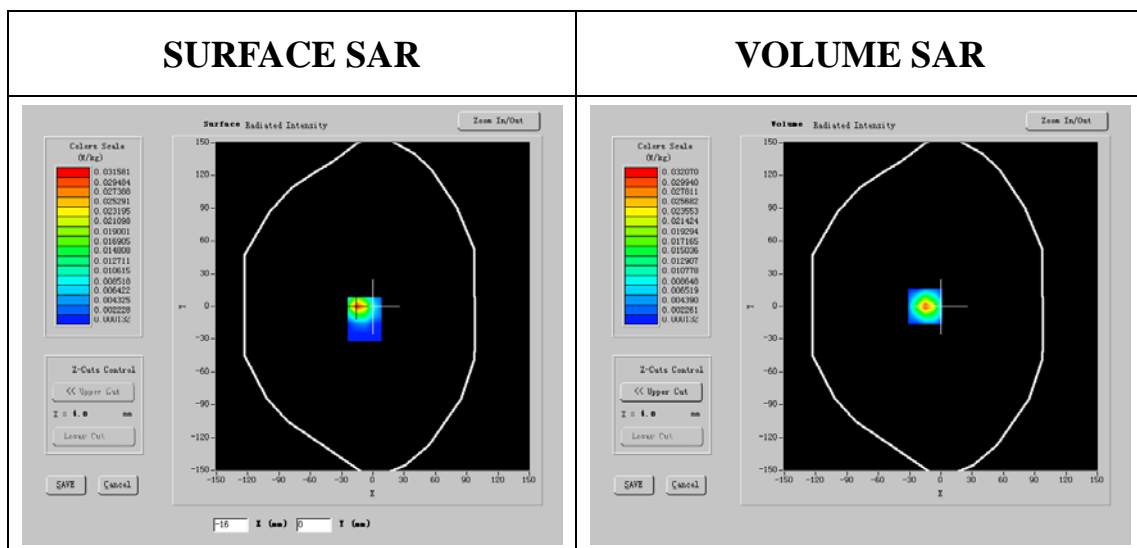 SURFACE SAR
VOLUME SAR
Surface Radiated Intensity
Zoom In/Out
Colors Scale
(W/kg)
0.031581
0.029484
0.027388
0.025291
0.023195
0.021098
0.019001
0.016905
0.014808
0.012711
0.010615
0.008518
0.006422
0.004325
0.002228
0.000132
150
120
90
60
30
0
-30
-60
-90
-120
-150
Y
-150 -120 -90 -60 -30 0 30 60 90 120 150
X
Z-Cuts Control
<< Upper Cut
Z = 4.0 mm
Lower Cut
SAVE Cancel
-16 X (mm) 0 Y (mm)
Volume Radiated Intensity
Zoom In/Out
Colors Scale
(W/kg)
0.032070
0.029940
0.027811
0.025682
0.023553
0.021424
0.019294
0.017165
0.015036
0.012907
0.010778
0.008648
0.006519
0.004390
0.002261
0.000132
150
120
90
60
30
0
-30
-60
-90
-120
-150
Y
-150 -120 -90 -60 -30 0 30 60 90 120 150
X
Z-Cuts Control
<< Upper Cut
Z = 4.0 mm
Lower Cut
SAVE Cancel